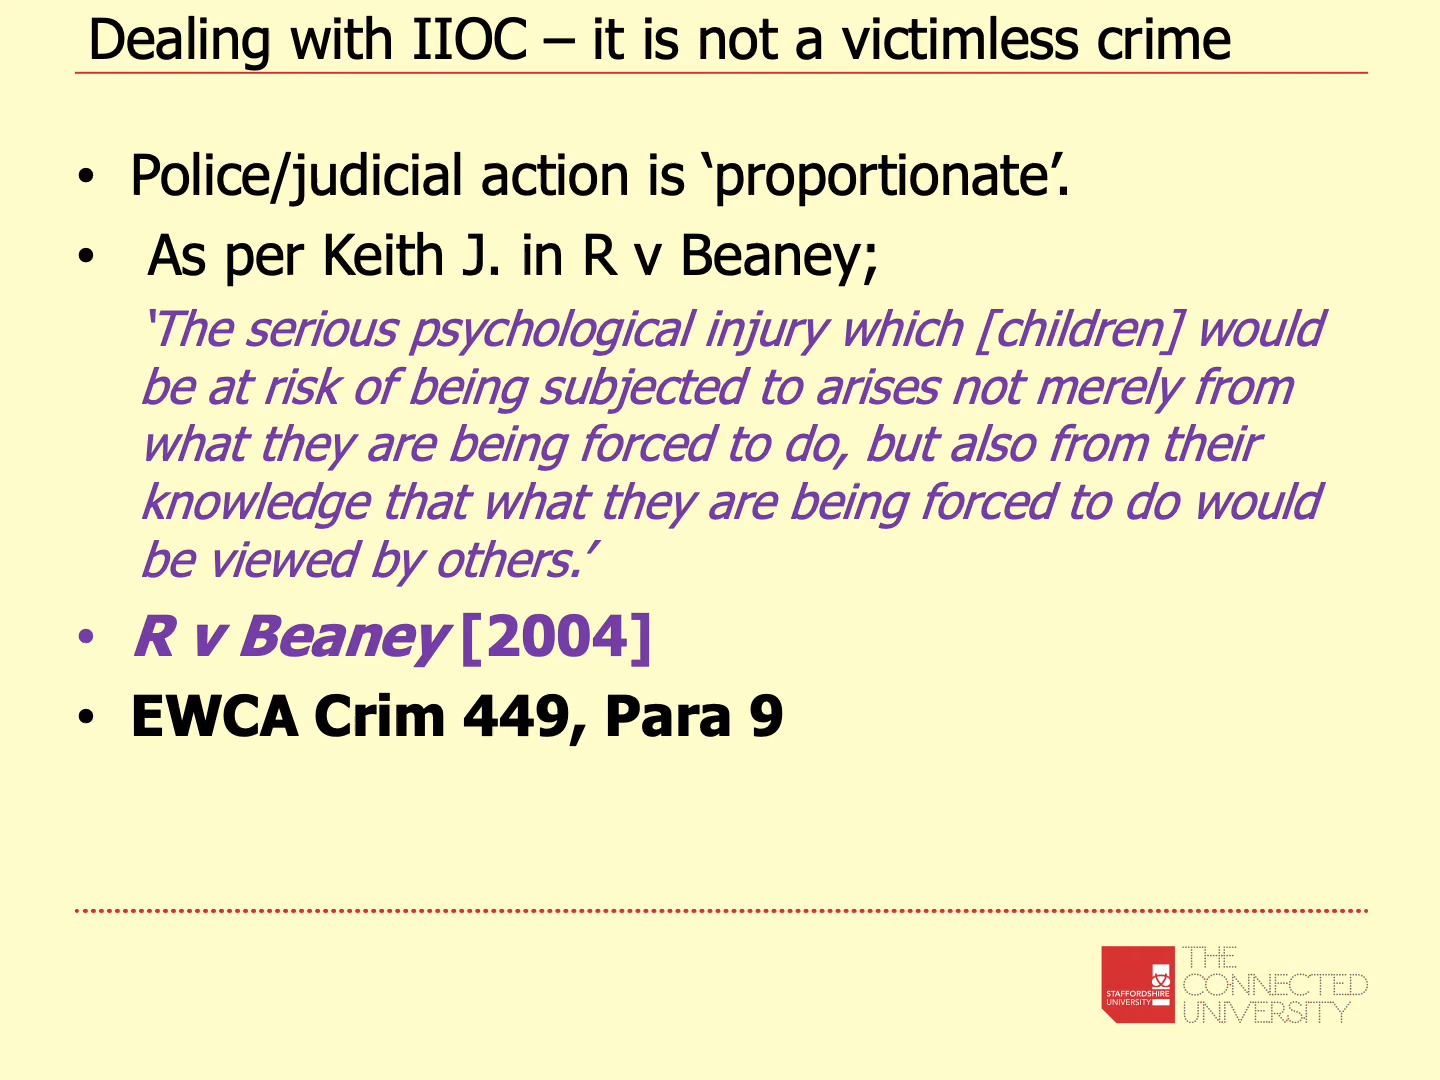 Dealing with IIOC – it is not a victimless crime
• Police/judicial action is ‘proportionate’.
• As per Keith J. in R v Beaney;
‘The serious psychological injury which [children] would
be at risk of being subjected to arises not merely from
what they are being forced to do, but also from their
knowledge that what they are being forced to do would
be viewed by others.’
• R v Beaney [2004]
• EWCA Crim 449, Para 9
STAFFORDSHIRE
UNIVERSITY
THE
CONNECTED
UNIVERSITY